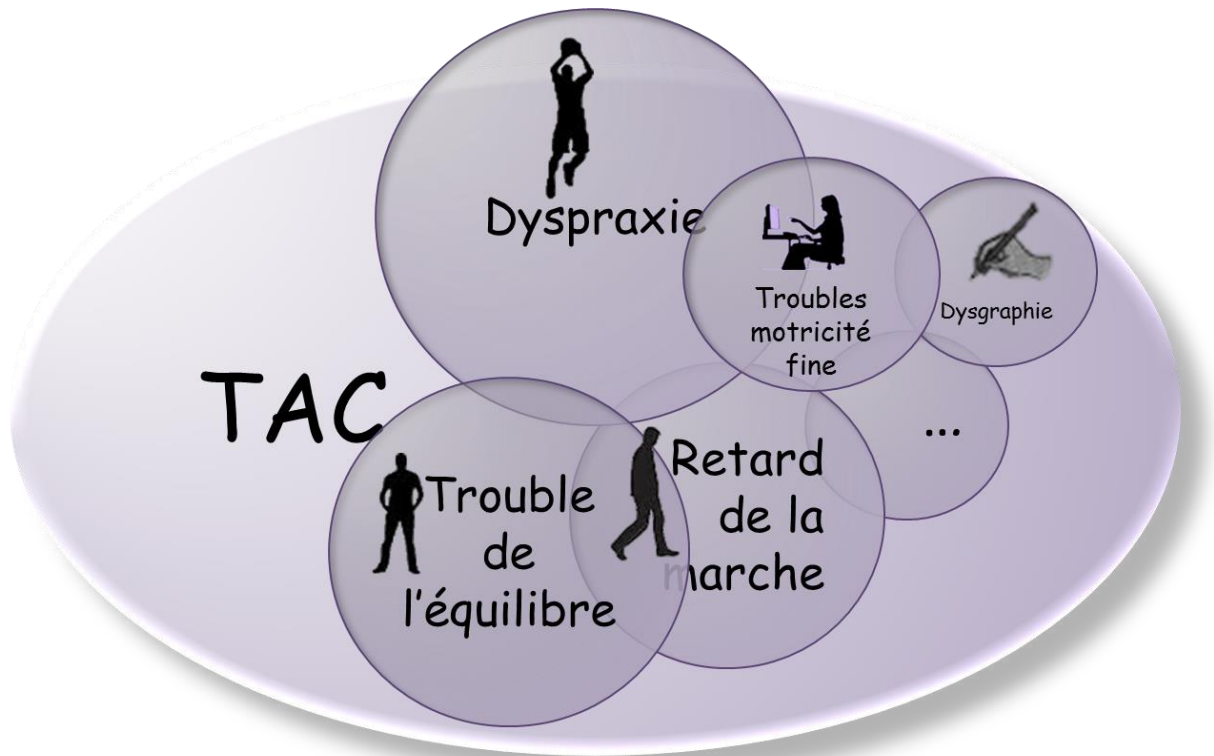 Dyspraxie
Troubles
motricité
fine
Dysgraphie
TAC
...
Retard
de la
marche
Trouble
de
l'équilibre